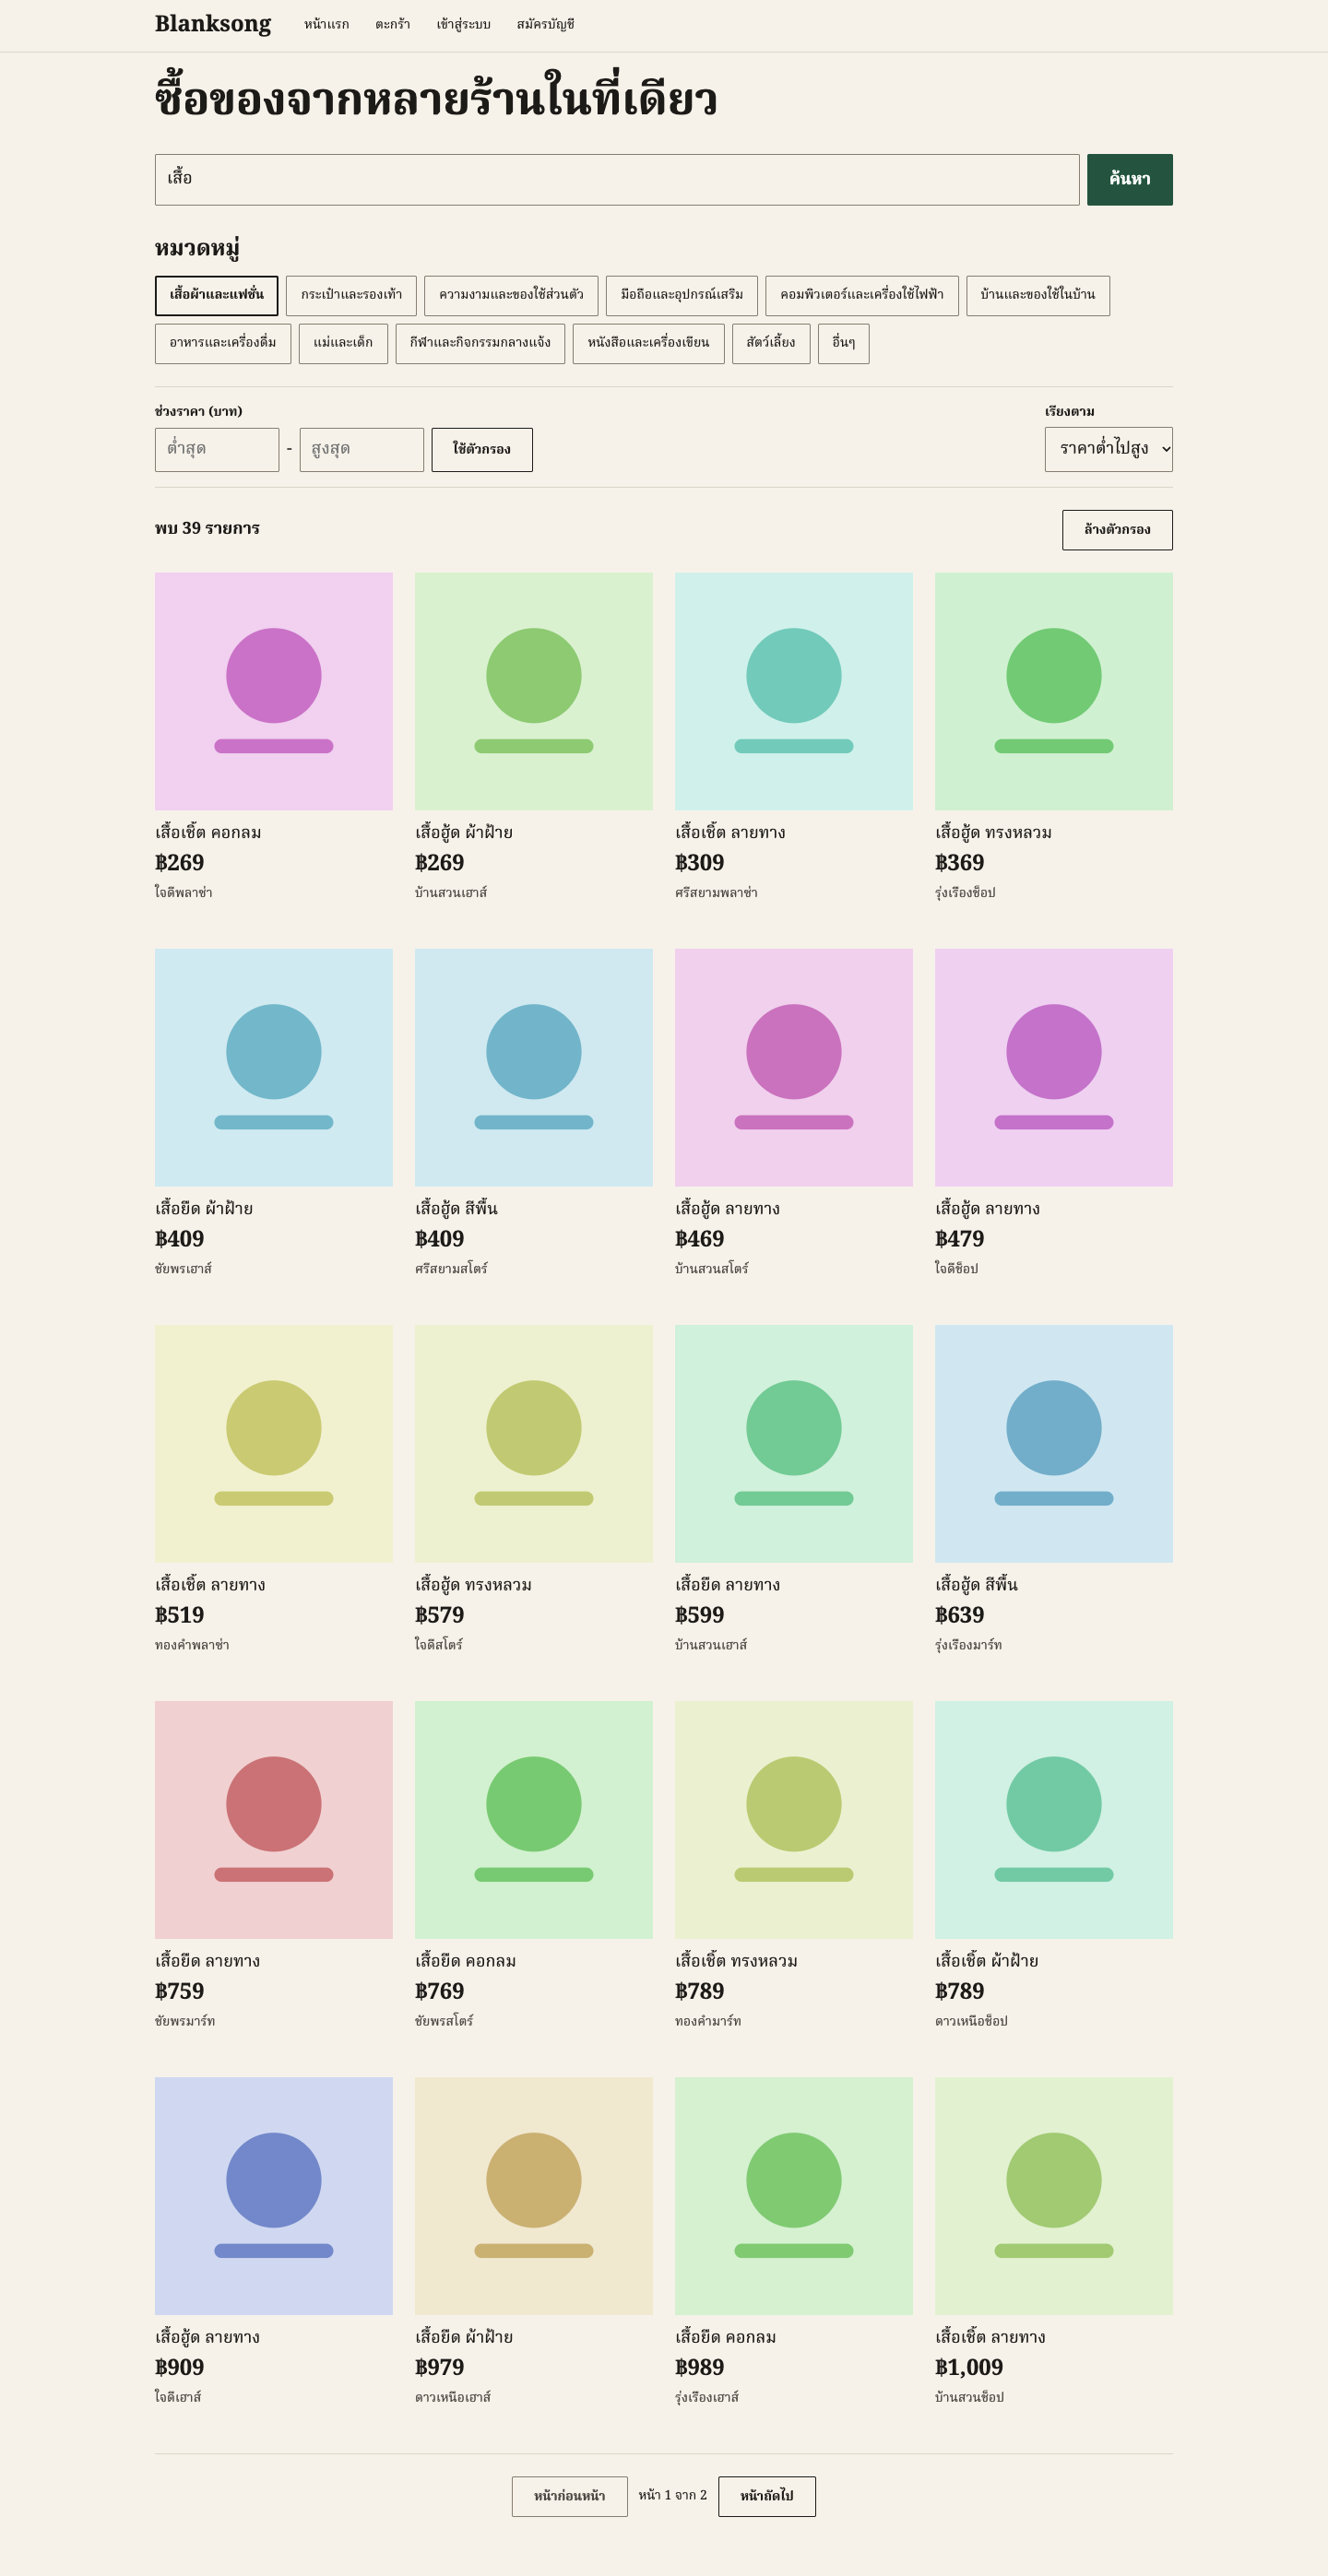 Blanksong หน้าแรก ตะกร้า เข้าสู่ระบบ สมัครบัญชี
ซื้อของจากหลายร้านในที่เดียว
เสื้อ ค้นหา
หมวดหมู่
เสื้อผ้าและแฟชั่น กระเป๋าและรองเท้า ความงามและของใช้ส่วนตัว มือถือและอุปกรณ์เสริม คอมพิวเตอร์และเครื่องใช้ไฟฟ้า บ้านและของใช้ในบ้าน
อาหารและเครื่องดื่ม แม่และเด็ก กีฬาและกิจกรรมกลางแจ้ง หนังสือและเครื่องเขียน สัตว์เลี้ยง อื่นๆ
ช่วงราคา (บาท) เรียงตาม
ต่ำสุด - สูงสุด ใช้ตัวกรอง ราคาต่ำไปสูง
พบ 39 รายการ ล้างตัวกรอง
เสื้อเชิ้ต คอกลม เสื้อฮู้ด ผ้าฝ้าย เสื้อเชิ้ต ลายทาง เสื้อฮู้ด ทรงหลวม
฿269 ฿269 ฿309 ฿369
ใจดีพลาซ่า บ้านสวนเฮาส์ ศรีสยามพลาซ่า รุ่งเรืองช็อป
เสื้อยืด ผ้าฝ้าย เสื้อฮู้ด สีพื้น เสื้อฮู้ด ลายทาง เสื้อฮู้ด ลายทาง
฿409 ฿409 ฿469 ฿479
ชัยพรเฮาส์ ศรีสยามสโตร์ บ้านสวนสโตร์ ใจดีช็อป
เสื้อเชิ้ต ลายทาง เสื้อฮู้ด ทรงหลวม เสื้อยืด ลายทาง เสื้อฮู้ด สีพื้น
฿519 ฿579 ฿599 ฿639
ทองคำพลาซ่า ใจดีสโตร์ บ้านสวนเฮาส์ รุ่งเรืองมาร์ท
เสื้อยืด ลายทาง เสื้อยืด คอกลม เสื้อเชิ้ต ทรงหลวม เสื้อเชิ้ต ผ้าฝ้าย
฿759 ฿769 ฿789 ฿789
ชัยพรมาร์ท ชัยพรสโตร์ ทองคำมาร์ท ดาวเหนือช็อป
เสื้อฮู้ด ลายทาง เสื้อยืด ผ้าฝ้าย เสื้อยืด คอกลม เสื้อเชิ้ต ลายทาง
฿909 ฿979 ฿989 ฿1,009
ใจดีเฮาส์ ดาวเหนือเฮาส์ รุ่งเรืองเฮาส์ บ้านสวนช็อป
หน้าก่อนหน้า หน้า 1 จาก 2 หน้าถัดไป